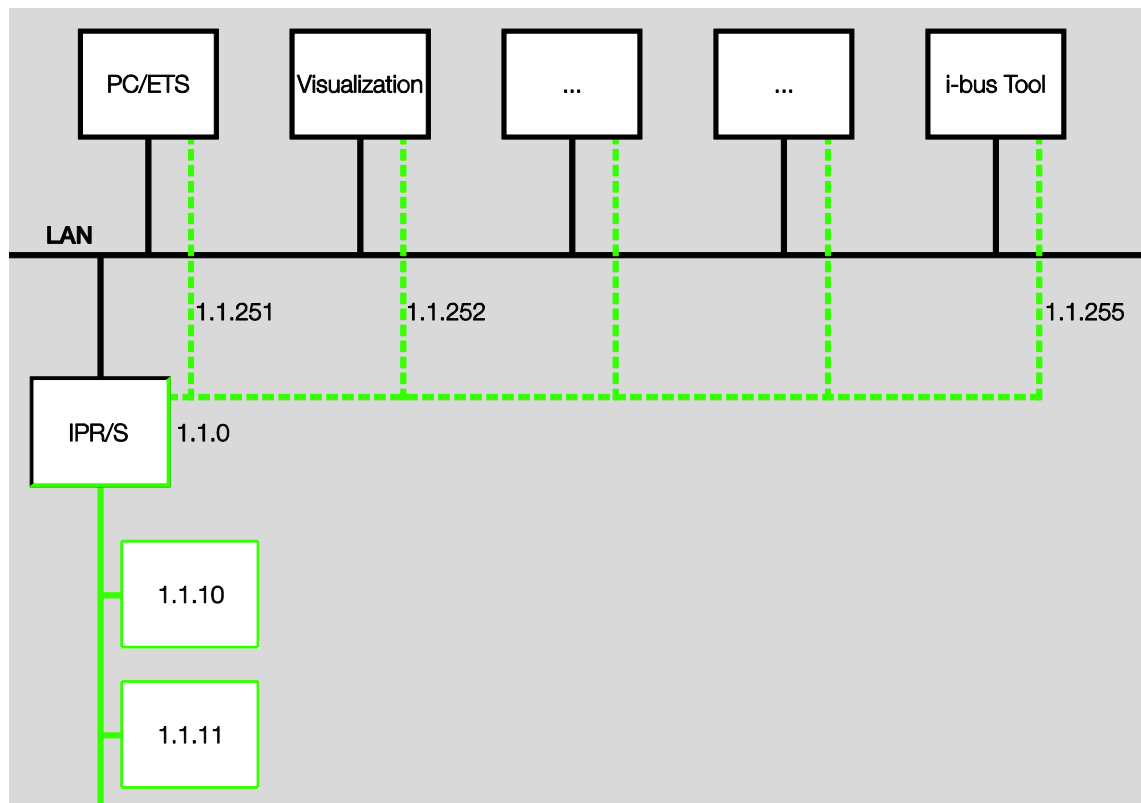 PC/ETS
Visualization
...
...
i-bus Tool
LAN
1.1.251
1.1.252
1.1.255
IPR/S
1.1.0
1.1.10
1.1.11